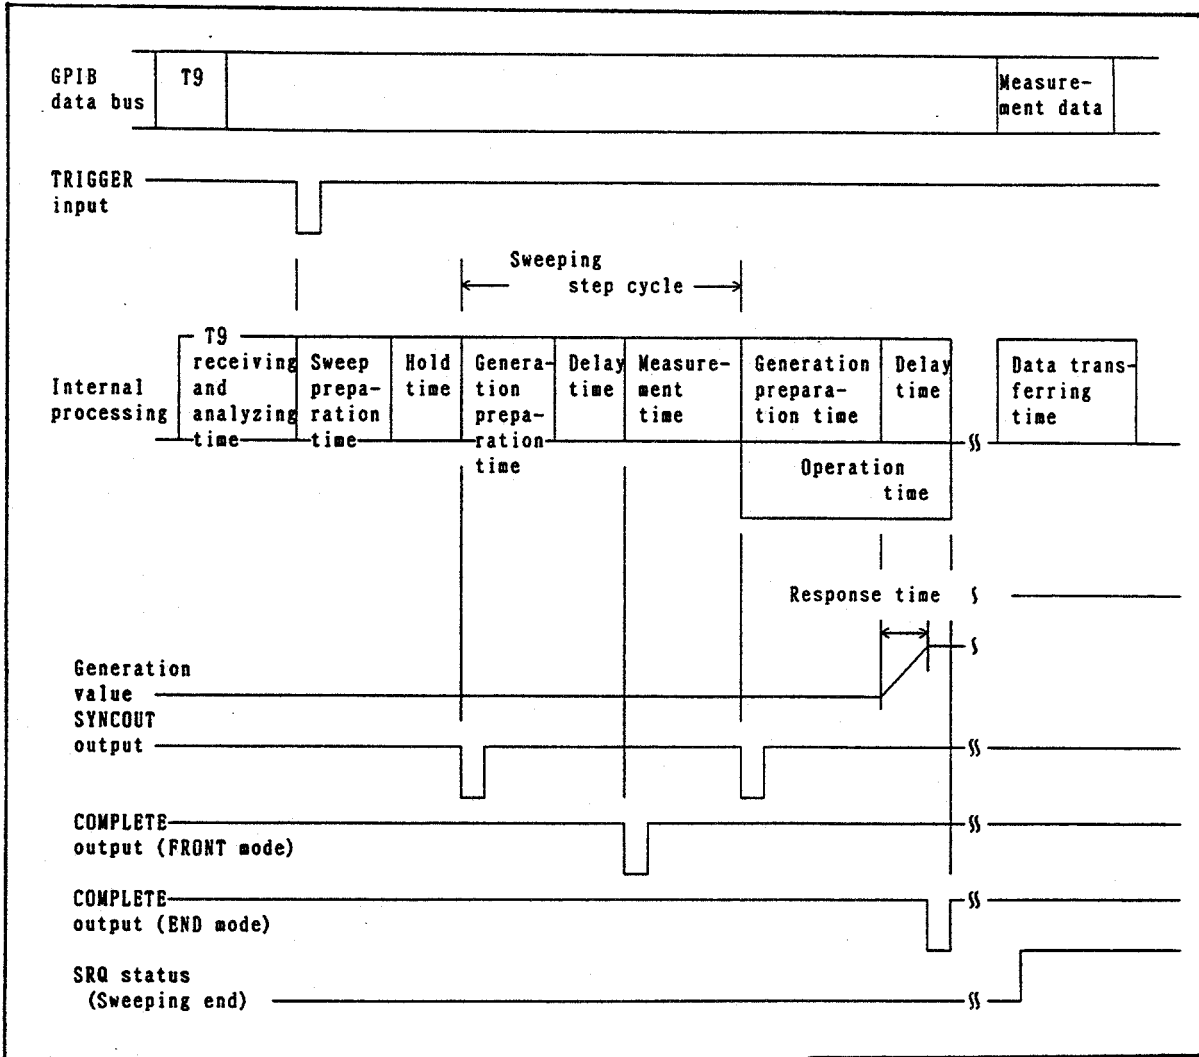 GPIB
data bus
T9
Measure-
ment data
TRIGGER
input
Sweeping
step cycle
Internal
processing
T9
receiving
and
analyzing
time
Sweep
prepa-
ration
time
Hold
time
Genera-
tion
prepa-
ration
time
Delay
time
Measure-
ment
time
Generation
prepara-
tion time
Delay
time
Data trans-
ferring
time
Operation
time
Response time
Generation
value
SYNCOUT
output
COMPLETE
output (FRONT mode)
COMPLETE
output (END mode)
SRQ status
(Sweeping end)